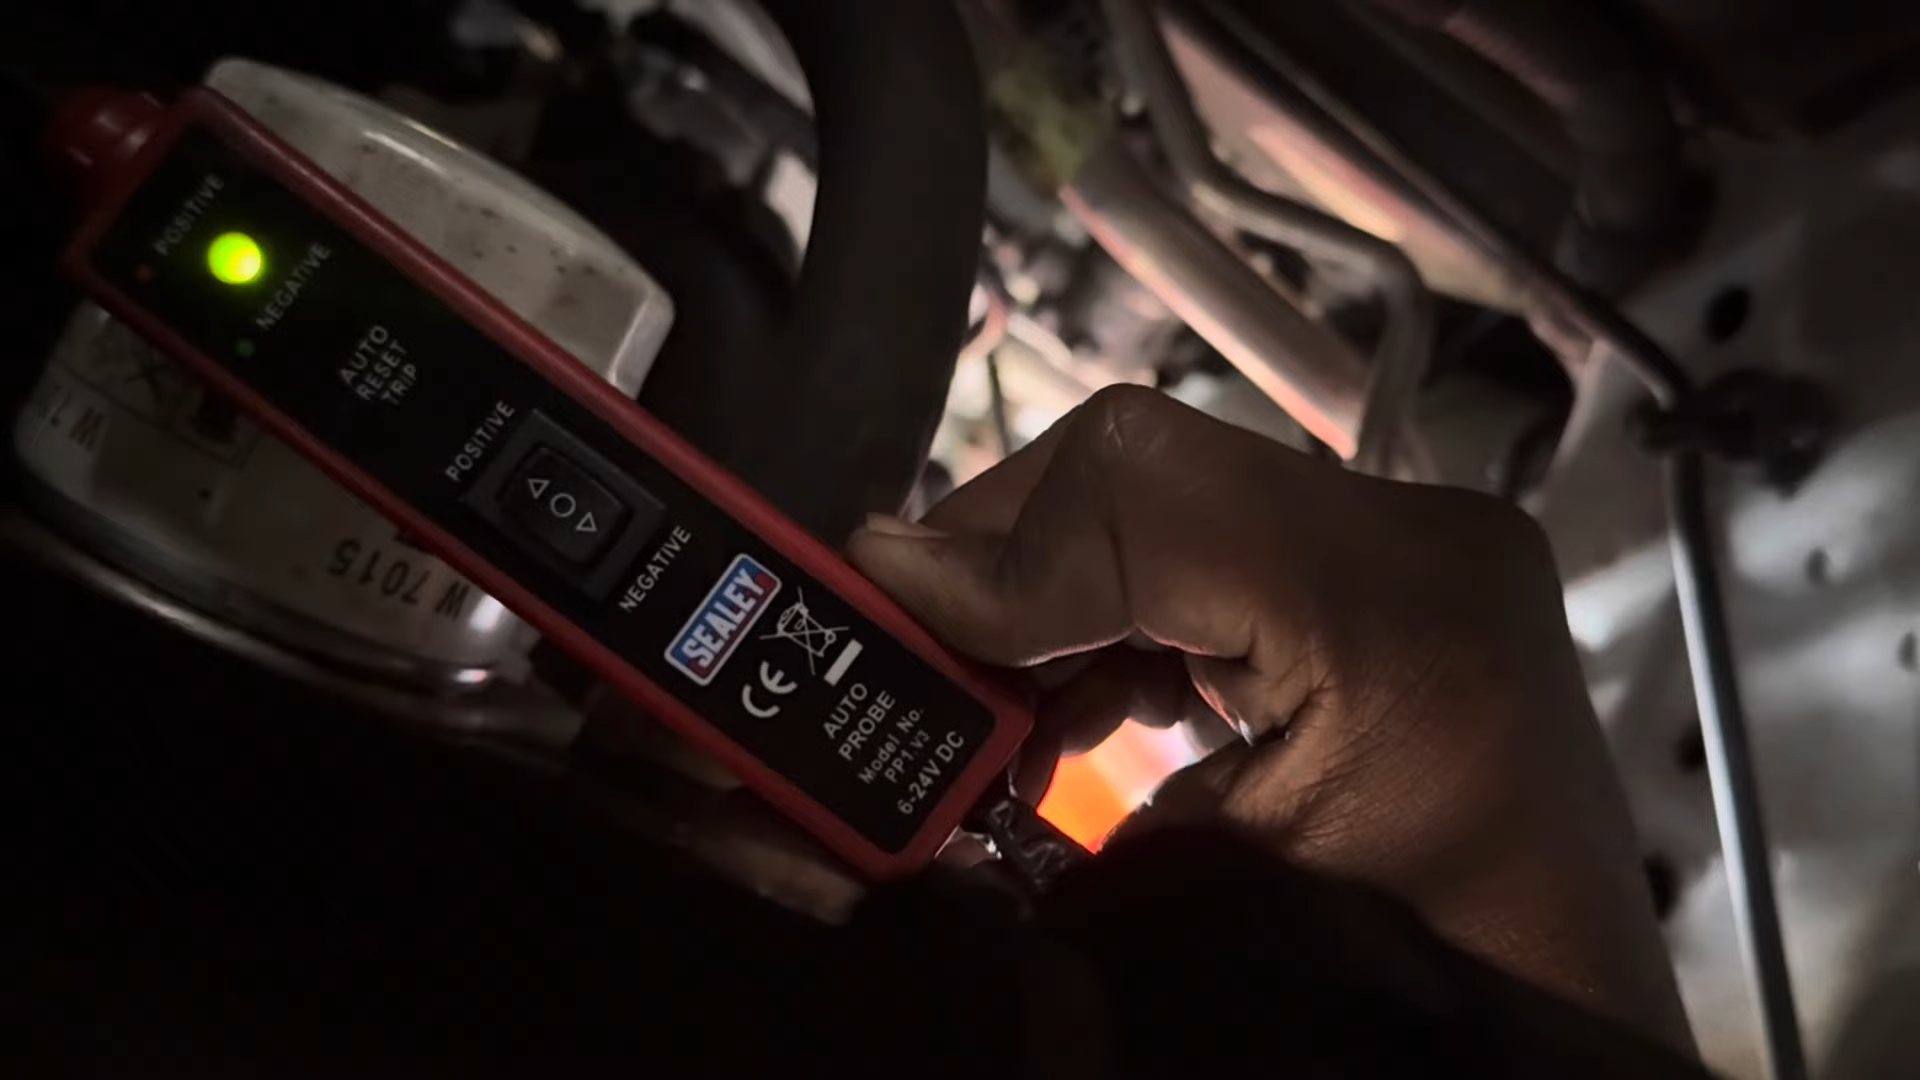 POSITIVE
NEGATIVE
AUTO
RESET
TRIP
POSITIVE
NEGATIVE
SEALEY
CE
AUTO
PROBE
Model No.
PP1.V3
6-24V DC
W 7015